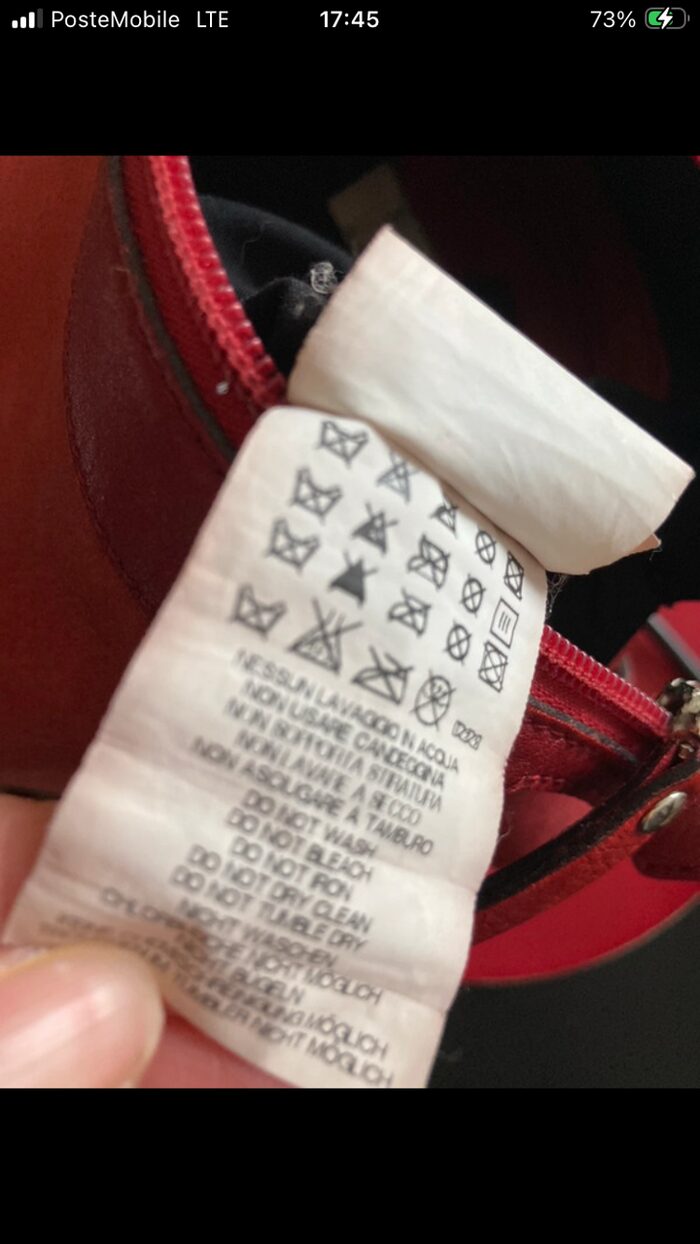 PosteMobile LTE 17:45 73%
NESSUN LAVAGGIO IN ACQUA
NON USARE CANDEGGINA
NON SOPPORTA STIRATURA
NON LAVARE A SECCO
NON ASCIUGARE A TAMBURO
DO NOT WASH
DO NOT BLEACH
DO NOT IRON
DO NOT DRY CLEAN
DO NOT TUMBLE DRY
NICHT WASCHEN
NICHT MÖGLICH
BÜGELN
MÖGLICH
TUMBLER NICHT MÖGLICH